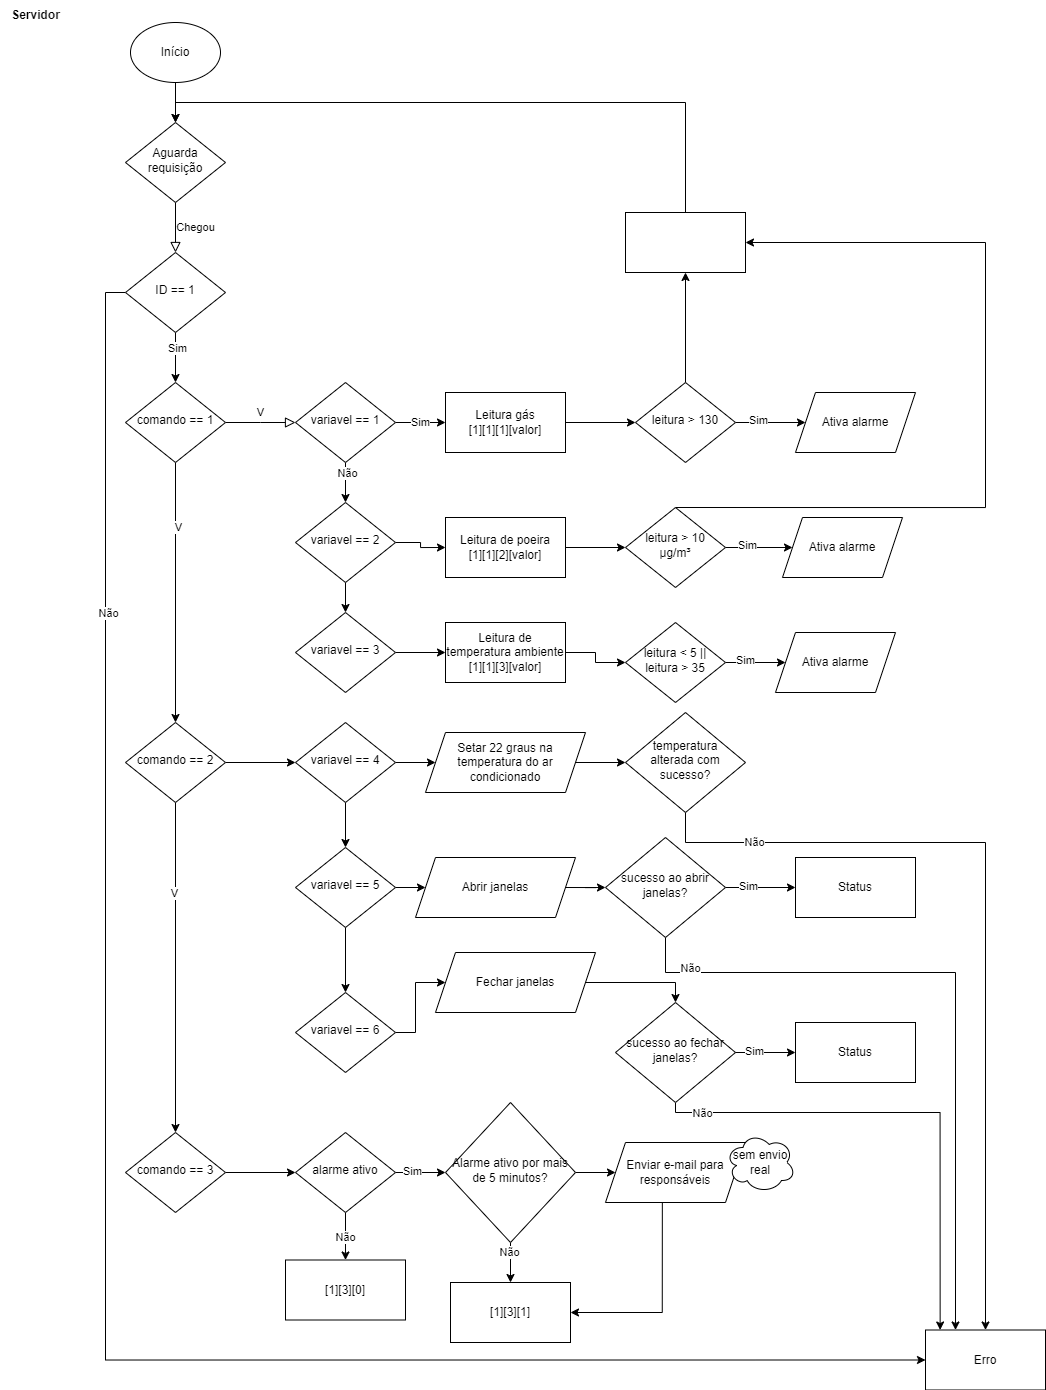 Servidor
Início
Aguarda
requisição
Chegou
ID == 1
Sim
comando == 1
V
variavel == 1
Sim
Leitura gás
[1][1][1][valor]
leitura > 130
Sim
Ativa alarme
Não
V
variavel == 2
Leitura de poeira
[1][1][2][valor]
leitura > 10
µg/m³
Sim
Ativa alarme
Não
variavel == 3
Leitura de
temperatura ambiente
[1][1][3][valor]
leitura < 5 ||
leitura > 35
Sim
Ativa alarme
comando == 2
variavel == 4
Setar 22 graus na
temperatura do ar
condicionado
temperatura
alterada com
sucesso?
Não
V
variavel == 5
Abrir janelas
sucesso ao abrir
janelas?
Sim
Status
Não
Fechar janelas
variavel == 6
sucesso ao fechar
janelas?
Sim
Status
Não
comando == 3
alarme ativo
Sim
Alarme ativo por mais
de 5 minutos?
Enviar e-mail para
responsáveis
sem envio
real
Não
Não
[1][3][0]
[1][3][1]
Erro